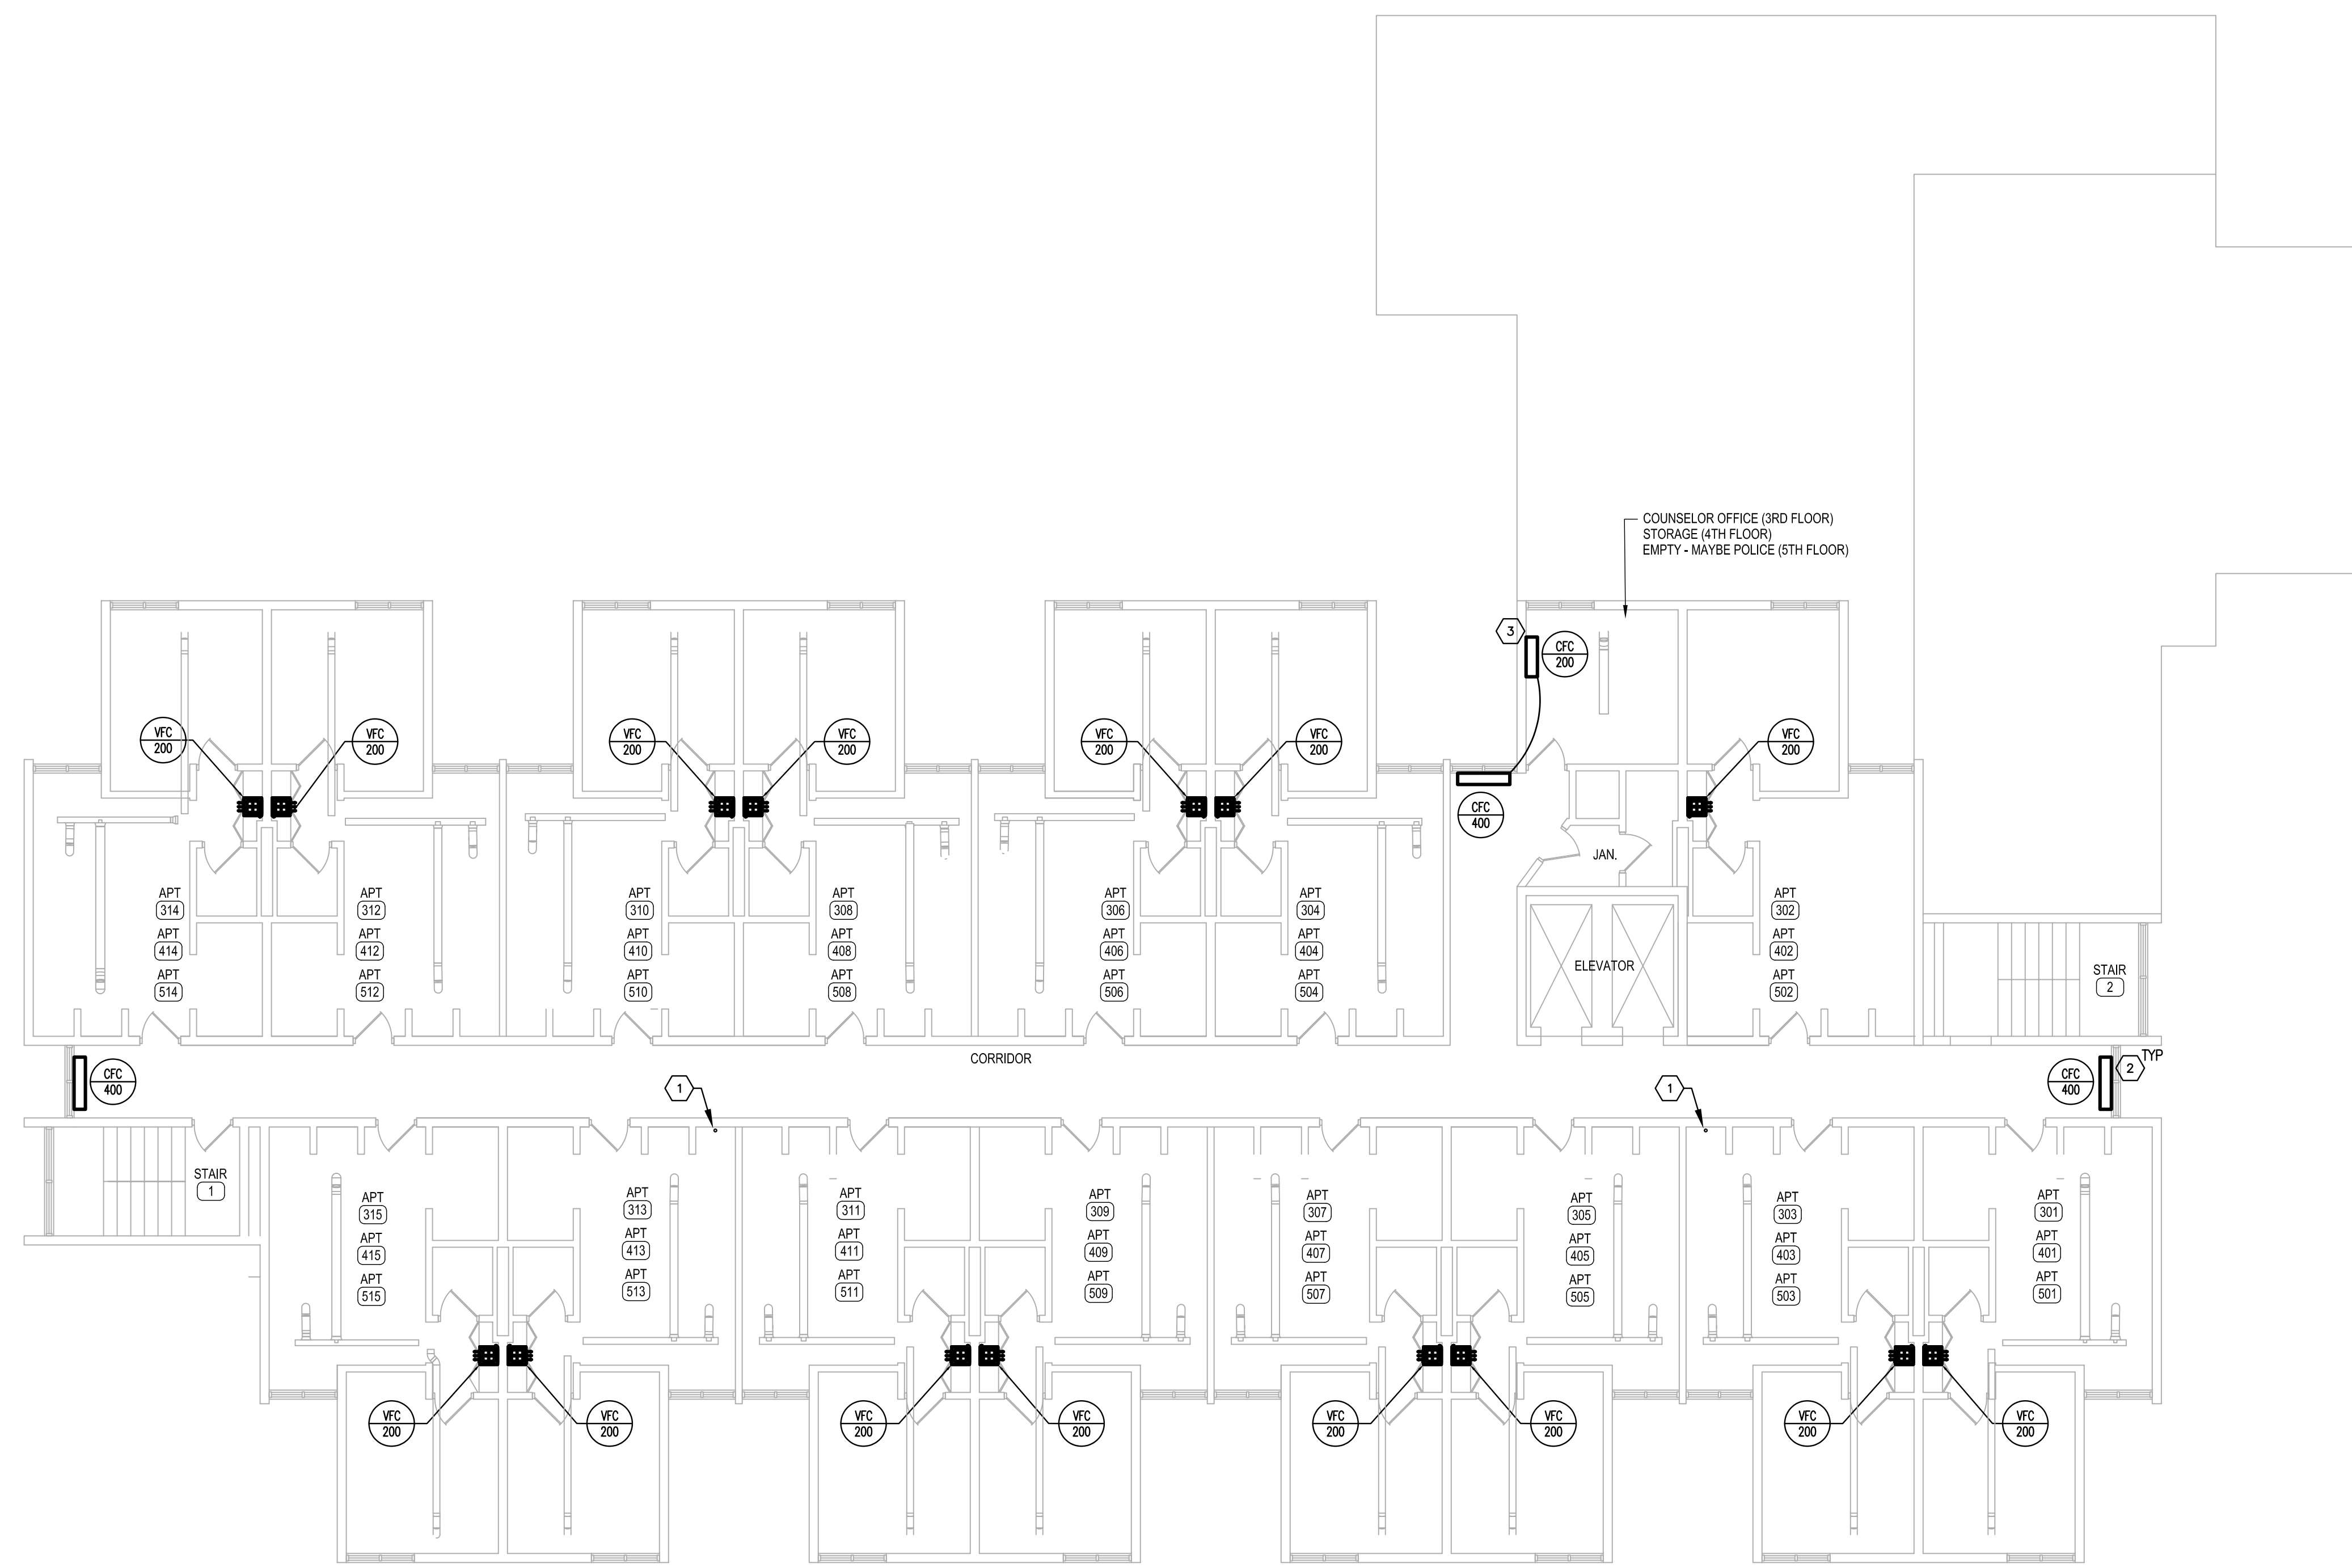 COUNSELOR OFFICE (3RD FLOOR)
STORAGE (4TH FLOOR)
EMPTY - MAYBE POLICE (5TH FLOOR)
3
CFC
200
VFC
200
VFC
200
VFC
200
VFC
200
VFC
200
VFC
200
VFC
200
CFC
400
JAN.
APT
314
APT
414
APT
514
APT
312
APT
412
APT
512
APT
310
APT
410
APT
510
APT
308
APT
408
APT
508
APT
306
APT
406
APT
506
APT
304
APT
404
APT
504
ELEVATOR
APT
302
APT
402
APT
502
STAIR
2
CORRIDOR
CFC
400
1
1
CFC
400
2
TYP
STAIR
1
APT
315
APT
415
APT
515
APT
313
APT
413
APT
513
APT
311
APT
411
APT
511
APT
309
APT
409
APT
509
APT
307
APT
407
APT
507
APT
305
APT
405
APT
505
APT
303
APT
403
APT
503
APT
301
APT
401
APT
501
VFC
200
VFC
200
VFC
200
VFC
200
VFC
200
VFC
200
VFC
200
VFC
200